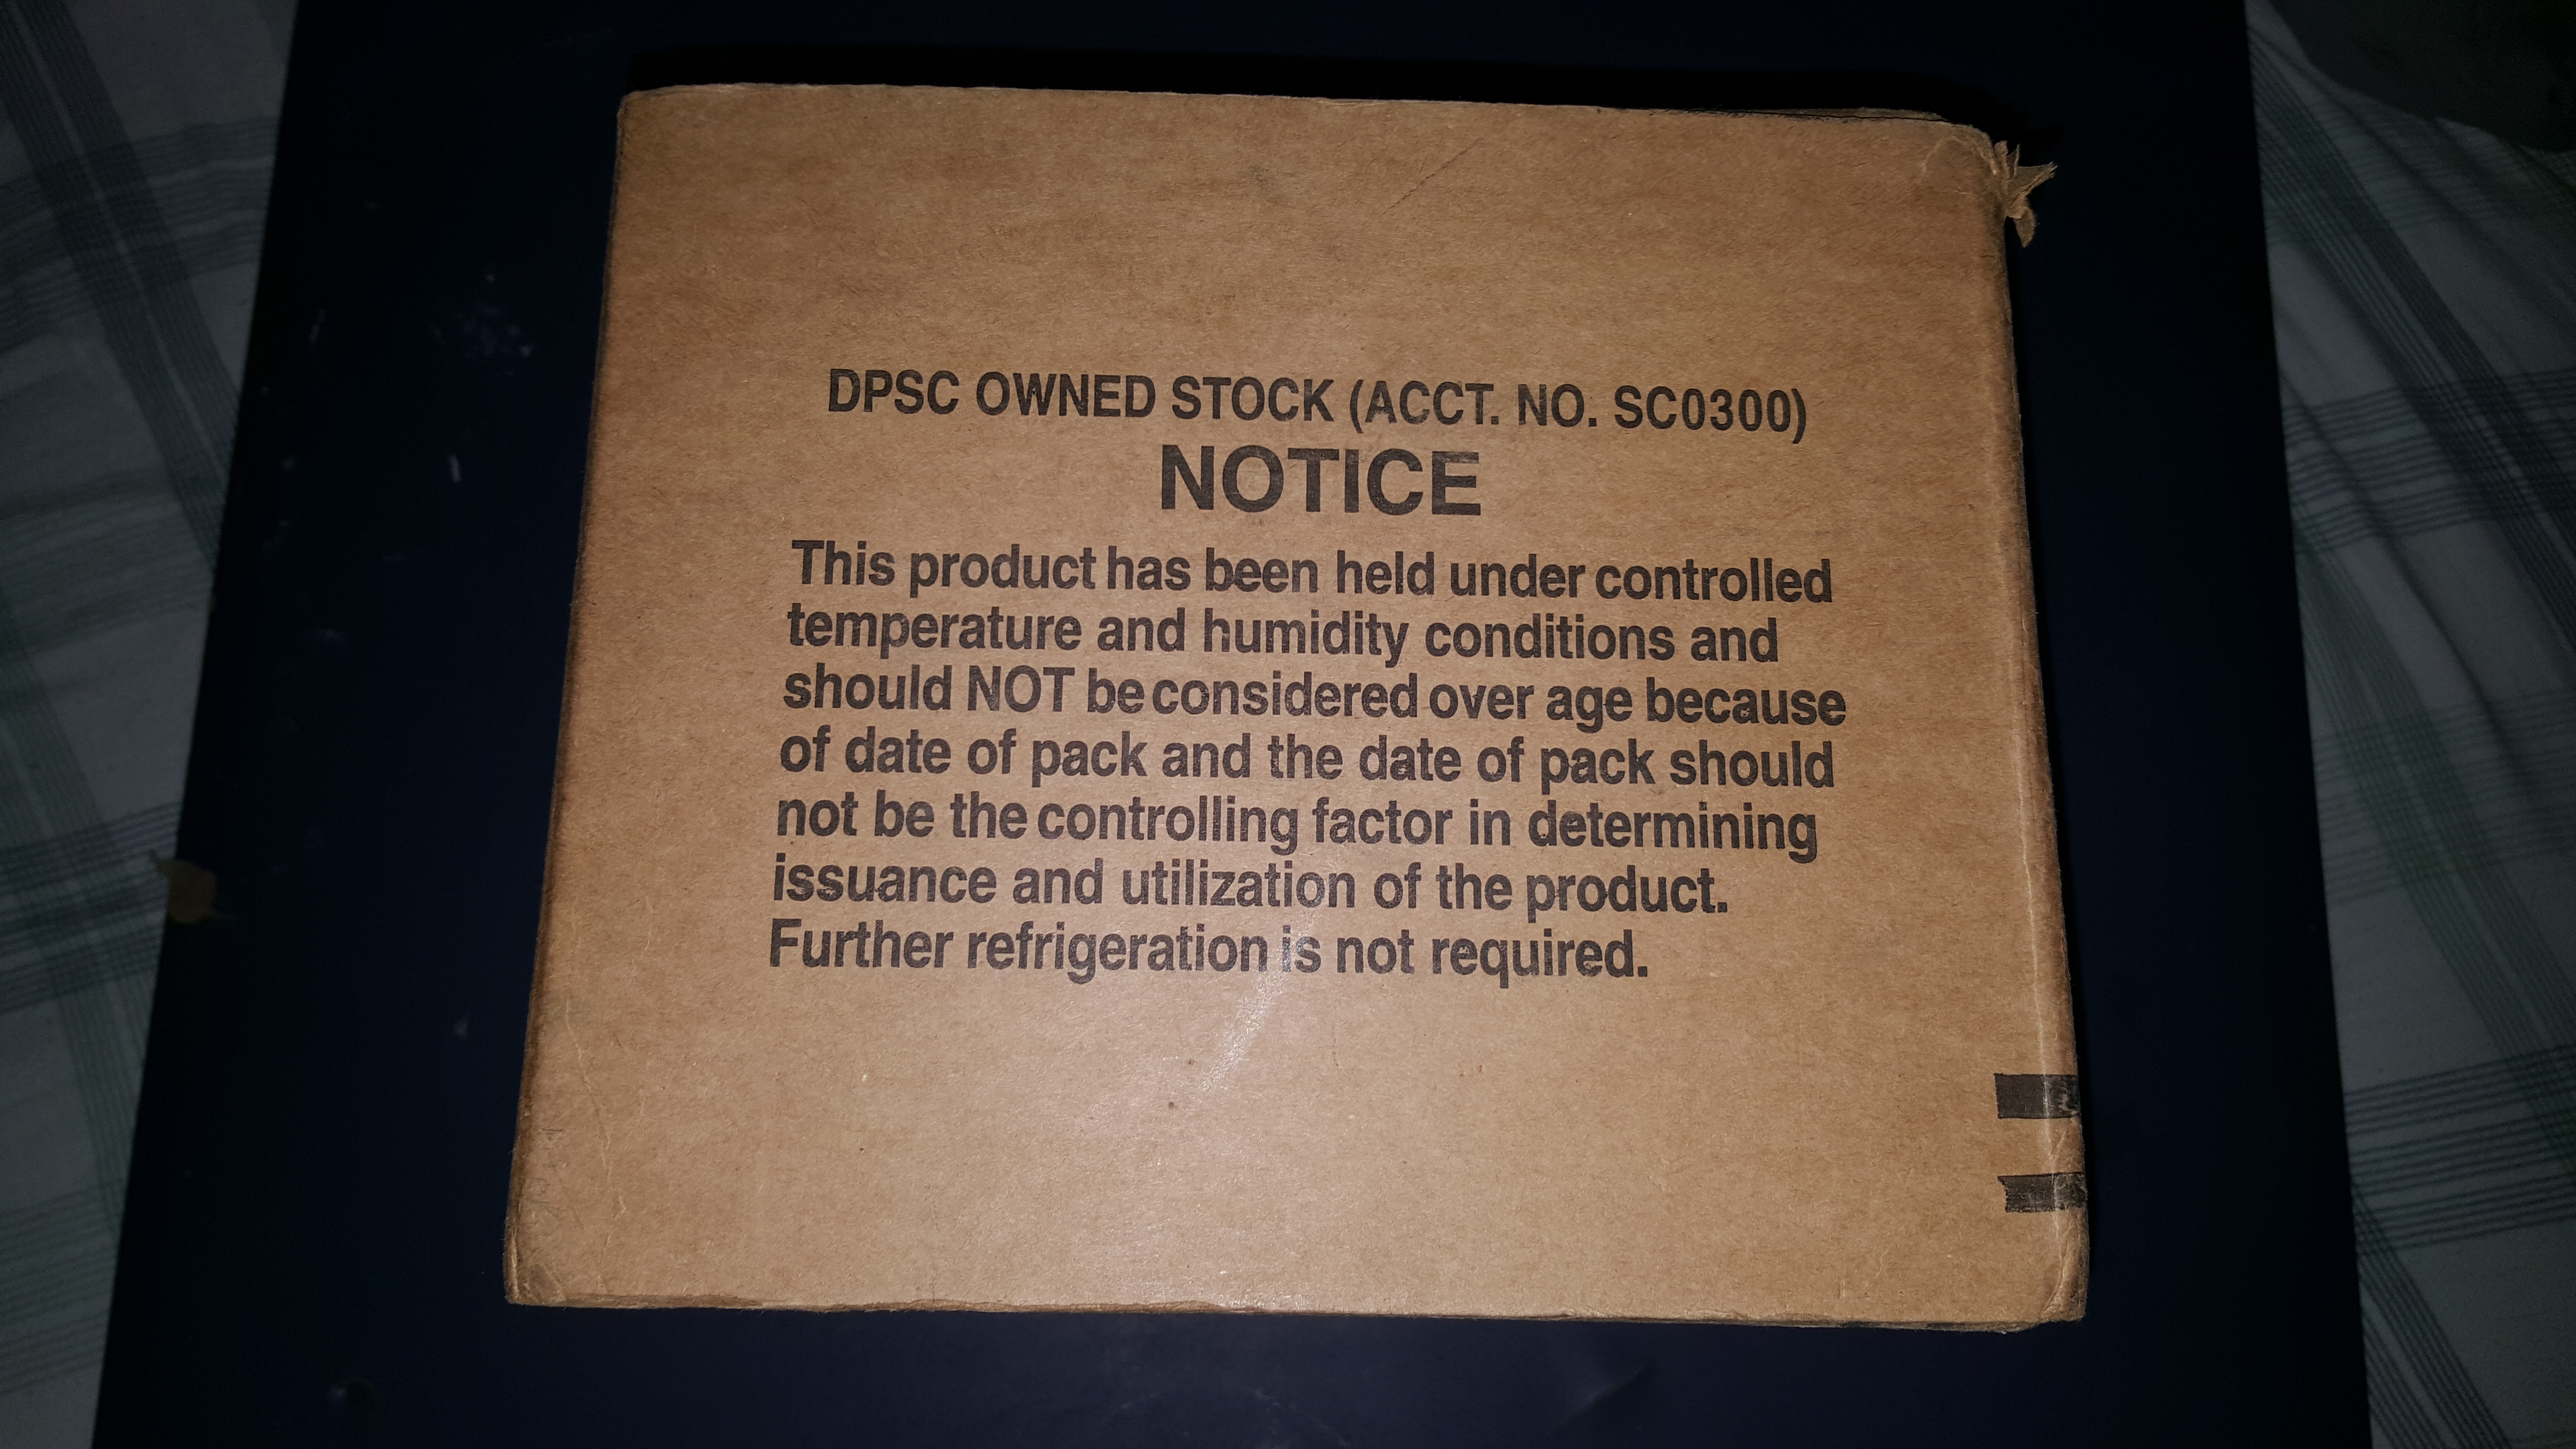 DPSC OWNED STOCK (ACCT. NO. SC0300)
NOTICE
This product has been held under controlled
temperature and humidity conditions and
should NOT be considered over age because
of date of pack and the date of pack should
not be the controlling factor in determining
issuance and utilization of the product.
Further refrigeration is not required.